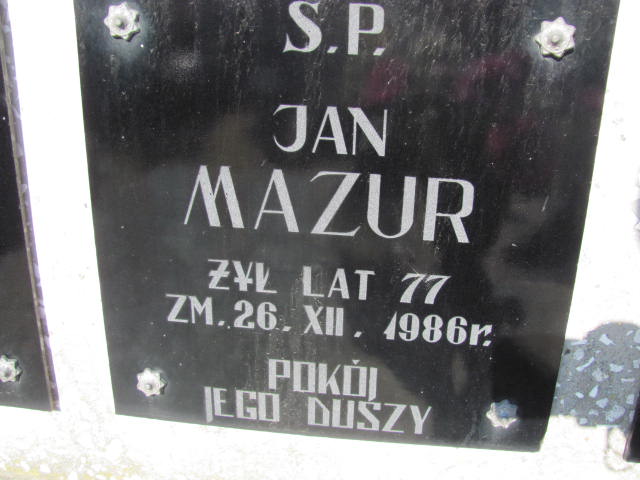 Ś.P.
JAN
MAZUR
ŻYŁ LAT 77
ZM. 26. XII. 1986r.
POKÓJ
JEGO DUSZY